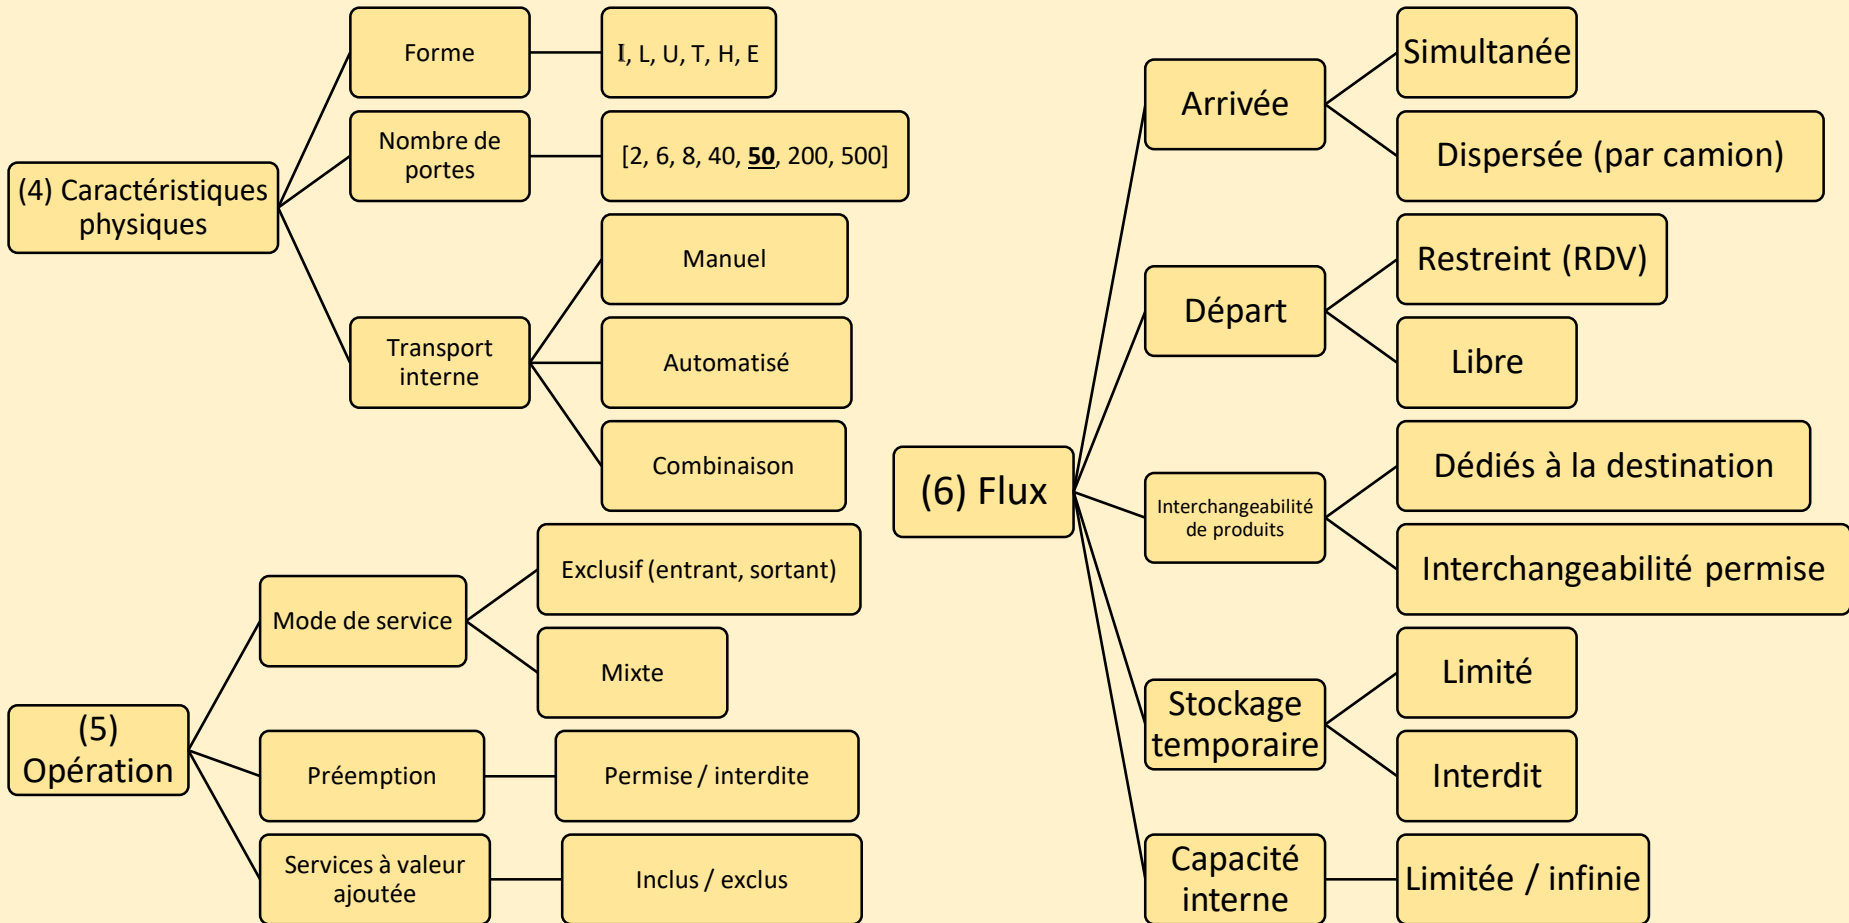 (4) Caractéristiques
physiques
Forme
I, L, U, T, H, E
Nombre de
portes
[2, 6, 8, 40, 50, 200, 500]
Transport
interne
Manuel
Automatisé
Combinaison
(5)
Opération
Mode de service
Exclusif (entrant, sortant)
Mixte
Préemption
Permise / interdite
Services à valeur
ajoutée
Inclus / exclus
(6) Flux
Arrivée
Simultanée
Dispersée (par camion)
Départ
Restreint (RDV)
Libre
Interchangeabilité
de produits
Dédiés à la destination
Interchangeabilité permise
Stockage
temporaire
Limité
Interdit
Capacité
interne
Limitée / infinie